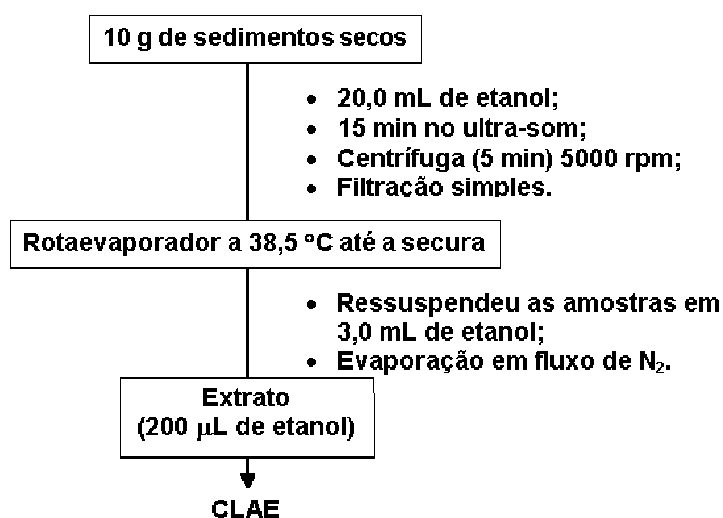 10 g de sedimentos secos
• 20,0 mL de etanol;
• 15 min no ultra-som;
• Centrífuga (5 min) 5000 rpm;
• Filtração simples.
Rotaevaporador a 38,5 °C até a secura
• Ressuspendeu as amostras em
3,0 mL de etanol;
• Evaporação em fluxo de N₂.
Extrato
(200 μL de etanol)
CLAE